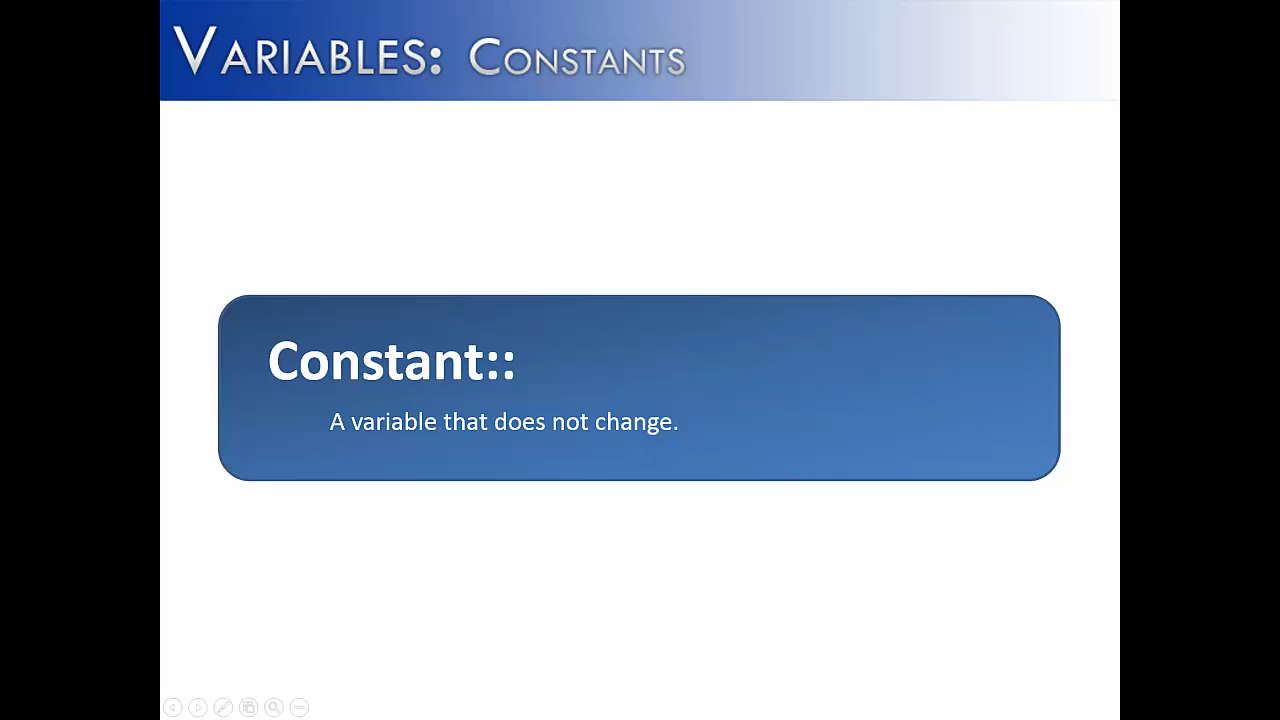 VARIABLES: CONSTANTS
Constant::
A variable that does not change.